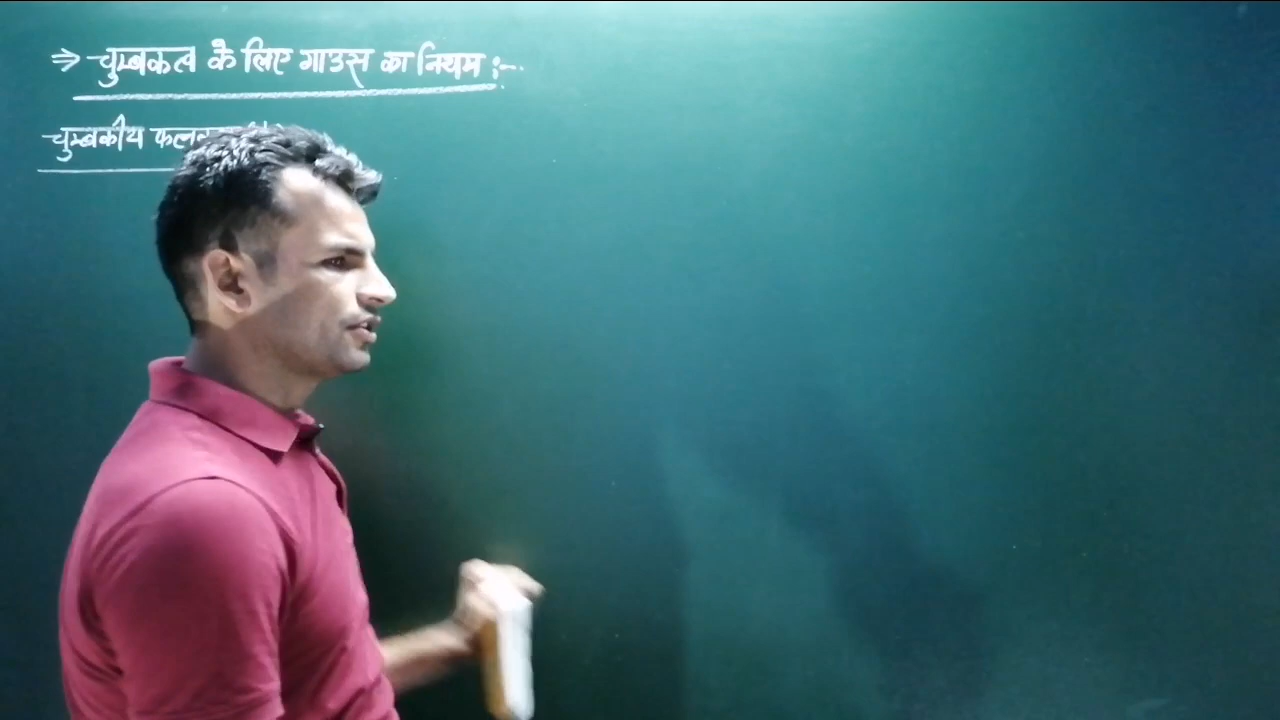 ⇒ चुम्बकत्व के लिए गाउस का नियम :-
चुम्बकीय